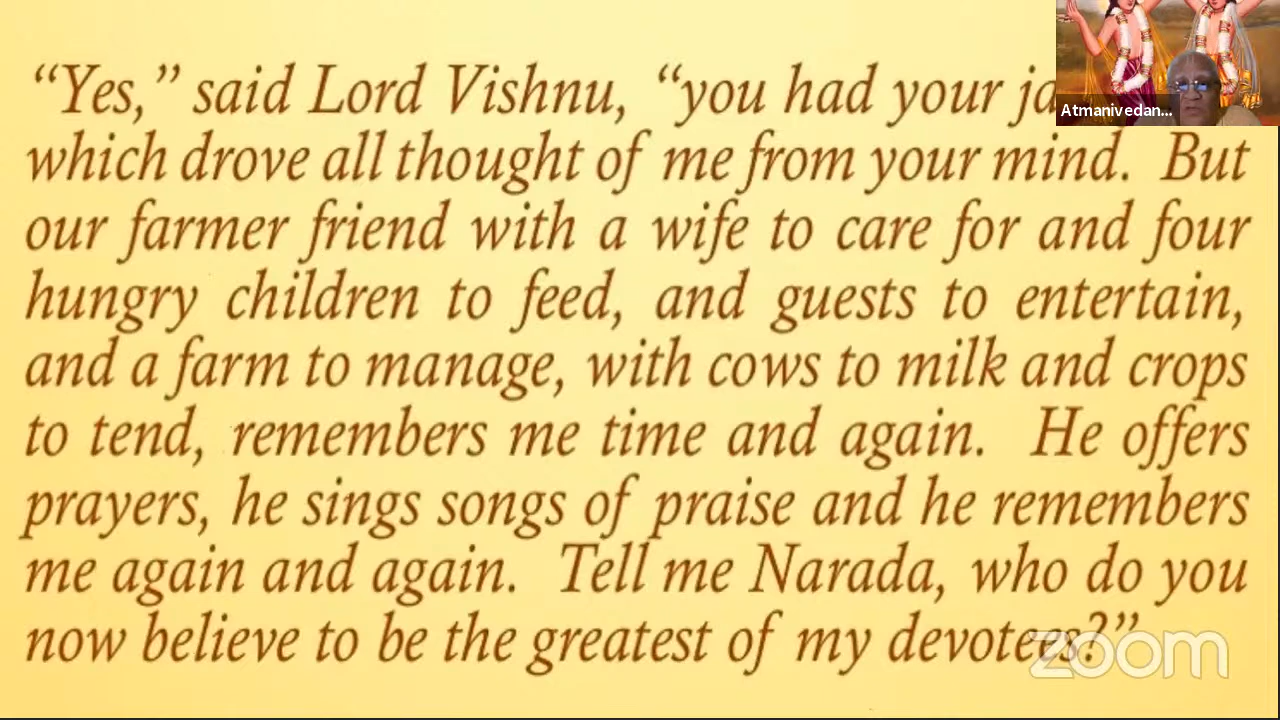 “Yes,” said Lord Vishnu, “you had your
which drove all thought of me from your mind. But
our farmer friend with a wife to care for and four
hungry children to feed, and guests to entertain,
and a farm to manage, with cows to milk and crops
to tend, remembers me time and again. He offers
prayers, he sings songs of praise and he remembers
me again and again. Tell me Narada, who do you
now believe to be the greatest of my devotees?”
Atmanivedan...
zoom